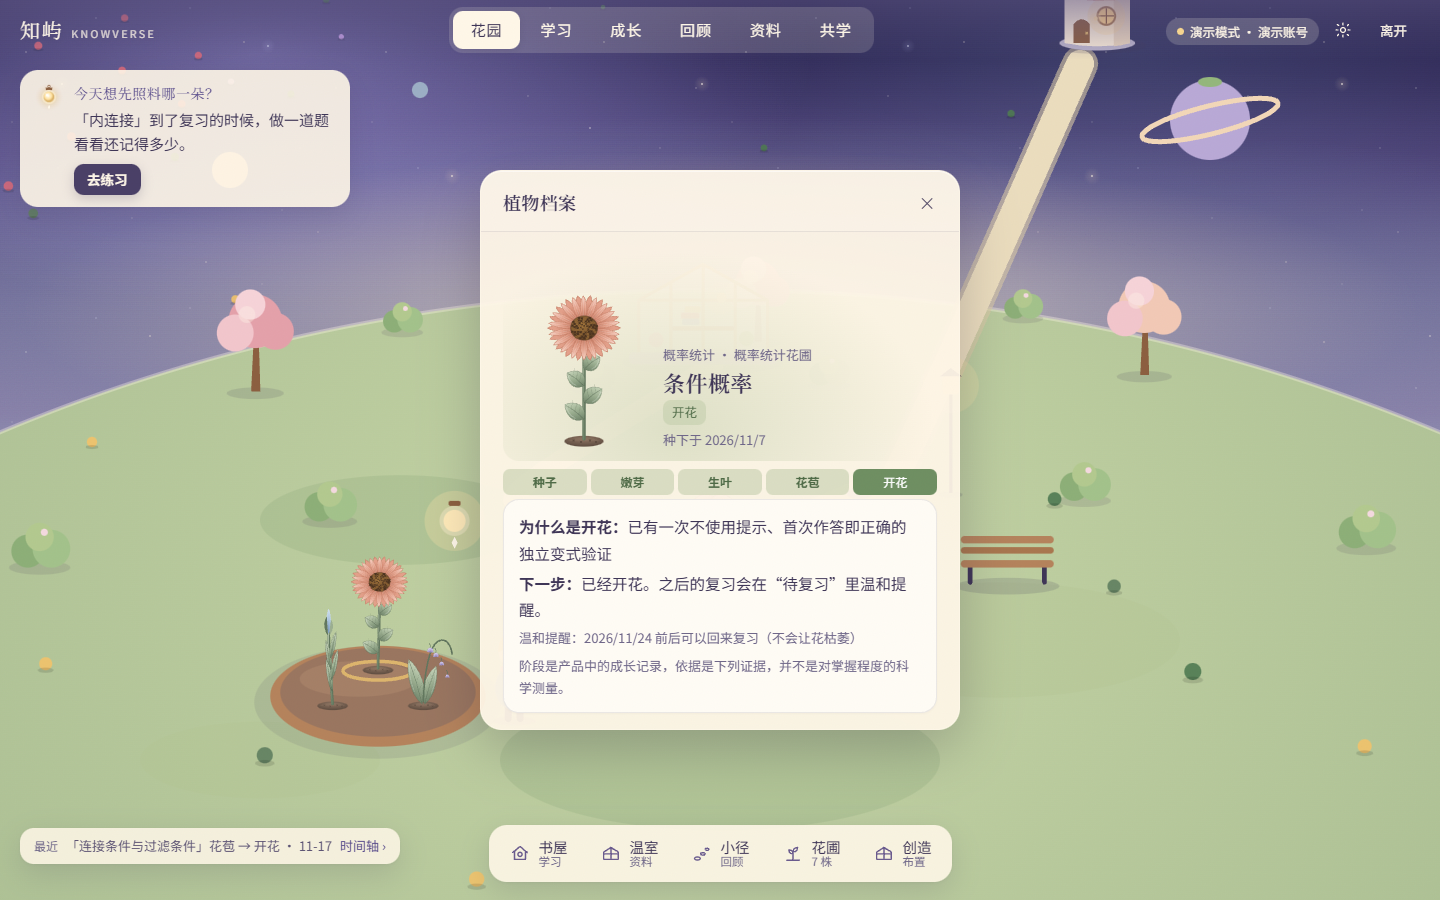 知屿 KNOWVERSE
花园 学习 成长 回顾 资料 共学
演示模式 · 演示账号
离开
今天想先照料哪一朵?
「内连接」到了复习的时候，做一道题
看看还记得多少。
去练习
植物档案
概率统计 · 概率统计花圃
条件概率
开花
种下于 2026/11/7
种子 嫩芽 生叶 花苞 开花
为什么是开花：已有一次不使用提示、首次作答即正确的
独立变式验证
下一步：已经开花。之后的复习会在“待复习”里温和提
醒。
温和提醒：2026/11/24 前后可以回来复习（不会让花枯萎）
阶段是产品中的成长记录，依据是下列证据，并不是对掌握程度的科
学测量。
最近 「连接条件与过滤条件」花苞 → 开花 · 11-17 时间轴 ›
书屋
学习
温室
资料
小径
回顾
花圃
7 株
创造
布置